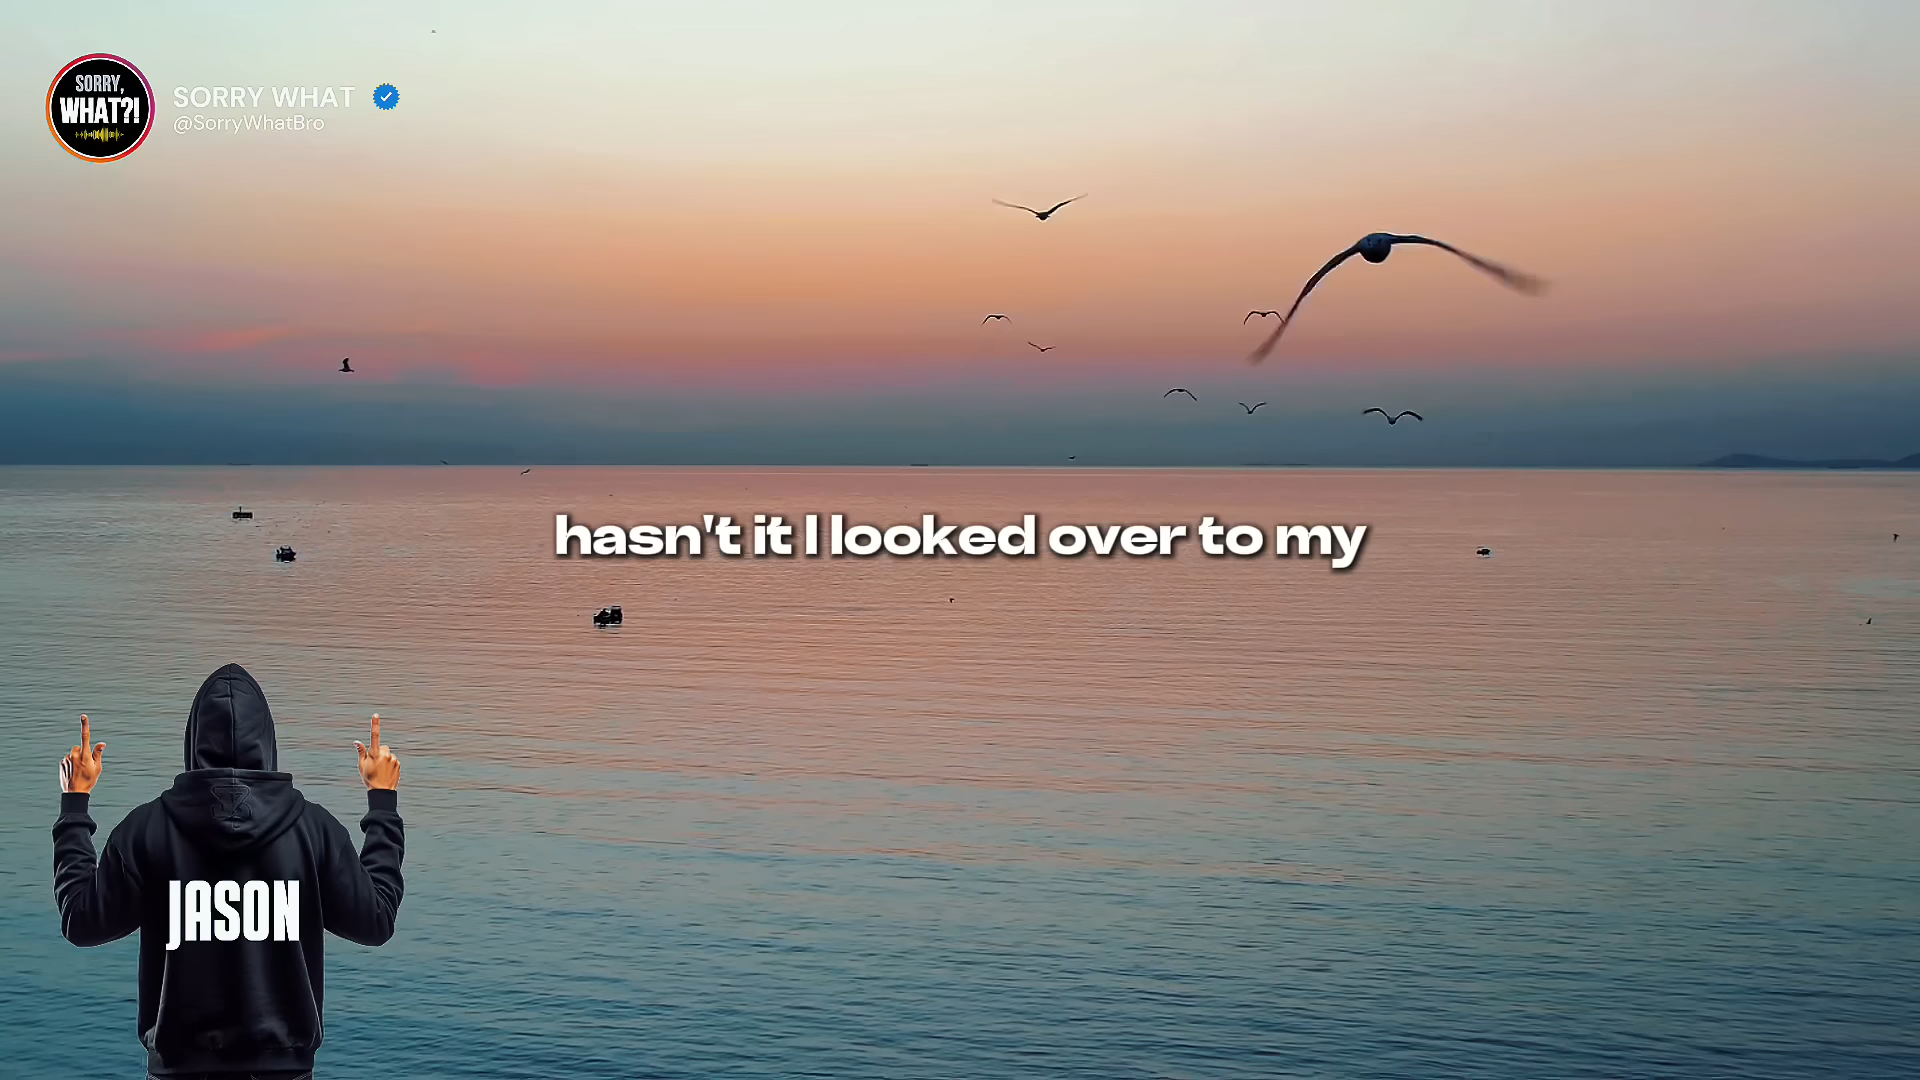 SORRY,
WHAT?!
SORRY WHAT
@SorryWhatBro
hasn't it I looked over to my
JASON